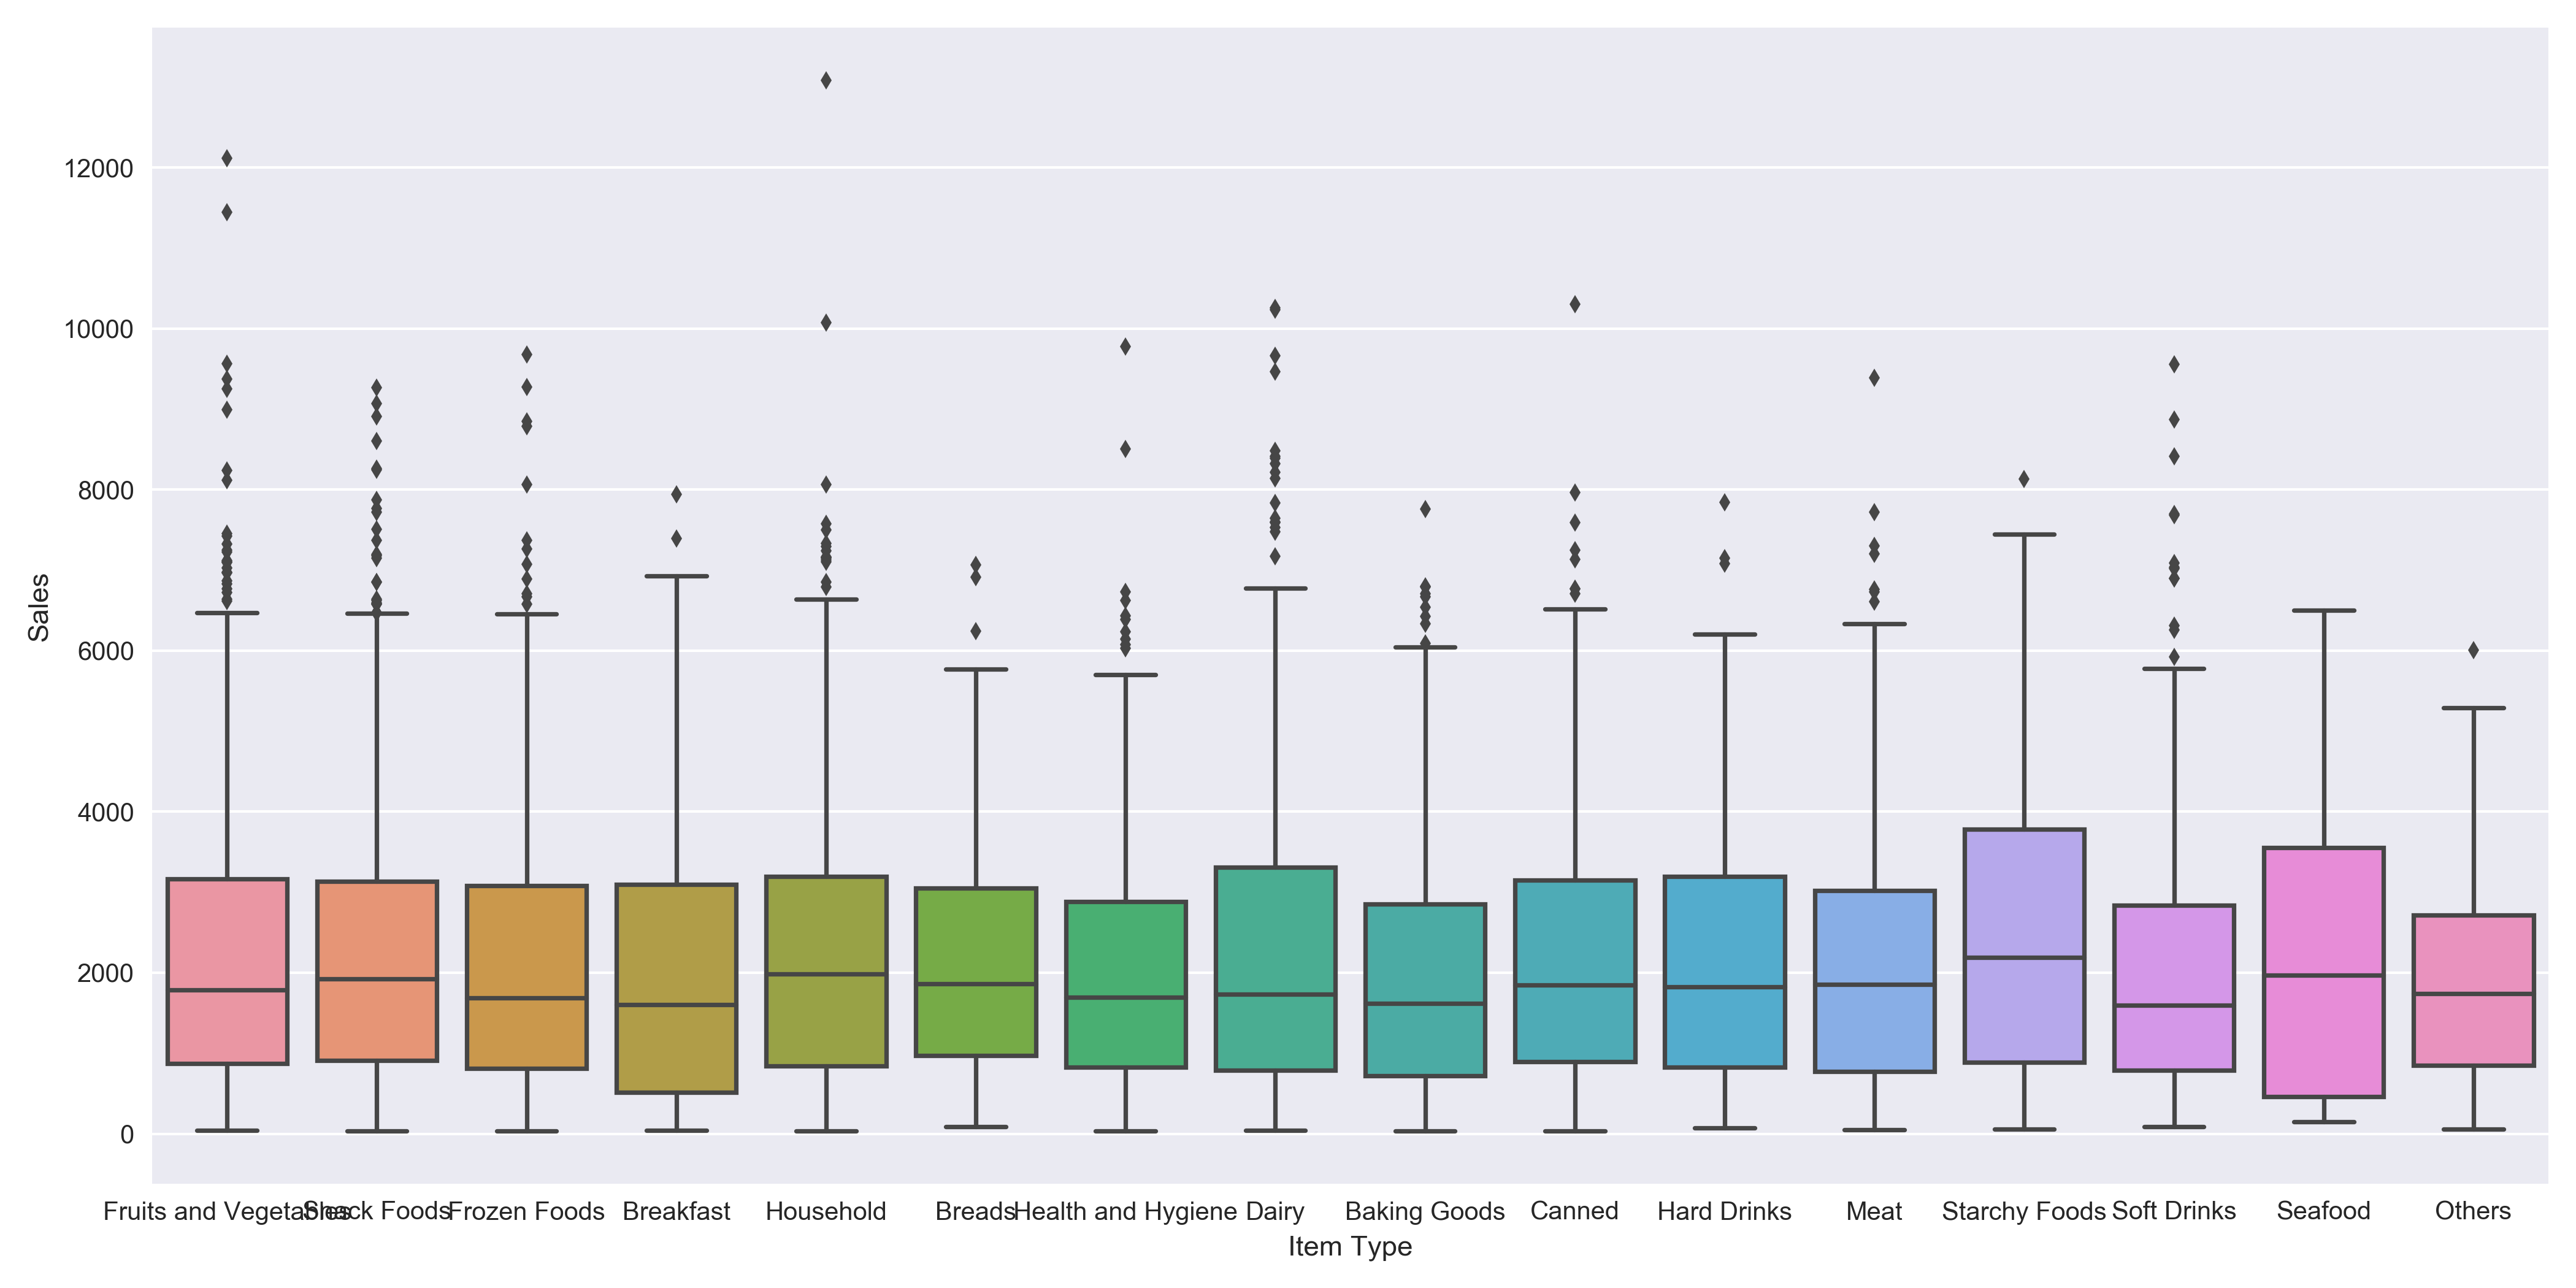 12000
10000
8000
6000
4000
2000
0
Sales
Fruits and Vegetables Snack Foods Frozen Foods Breakfast Household Breads Health and Hygiene Dairy Baking Goods Canned Hard Drinks Meat Starchy Foods Soft Drinks Seafood Others
Item Type